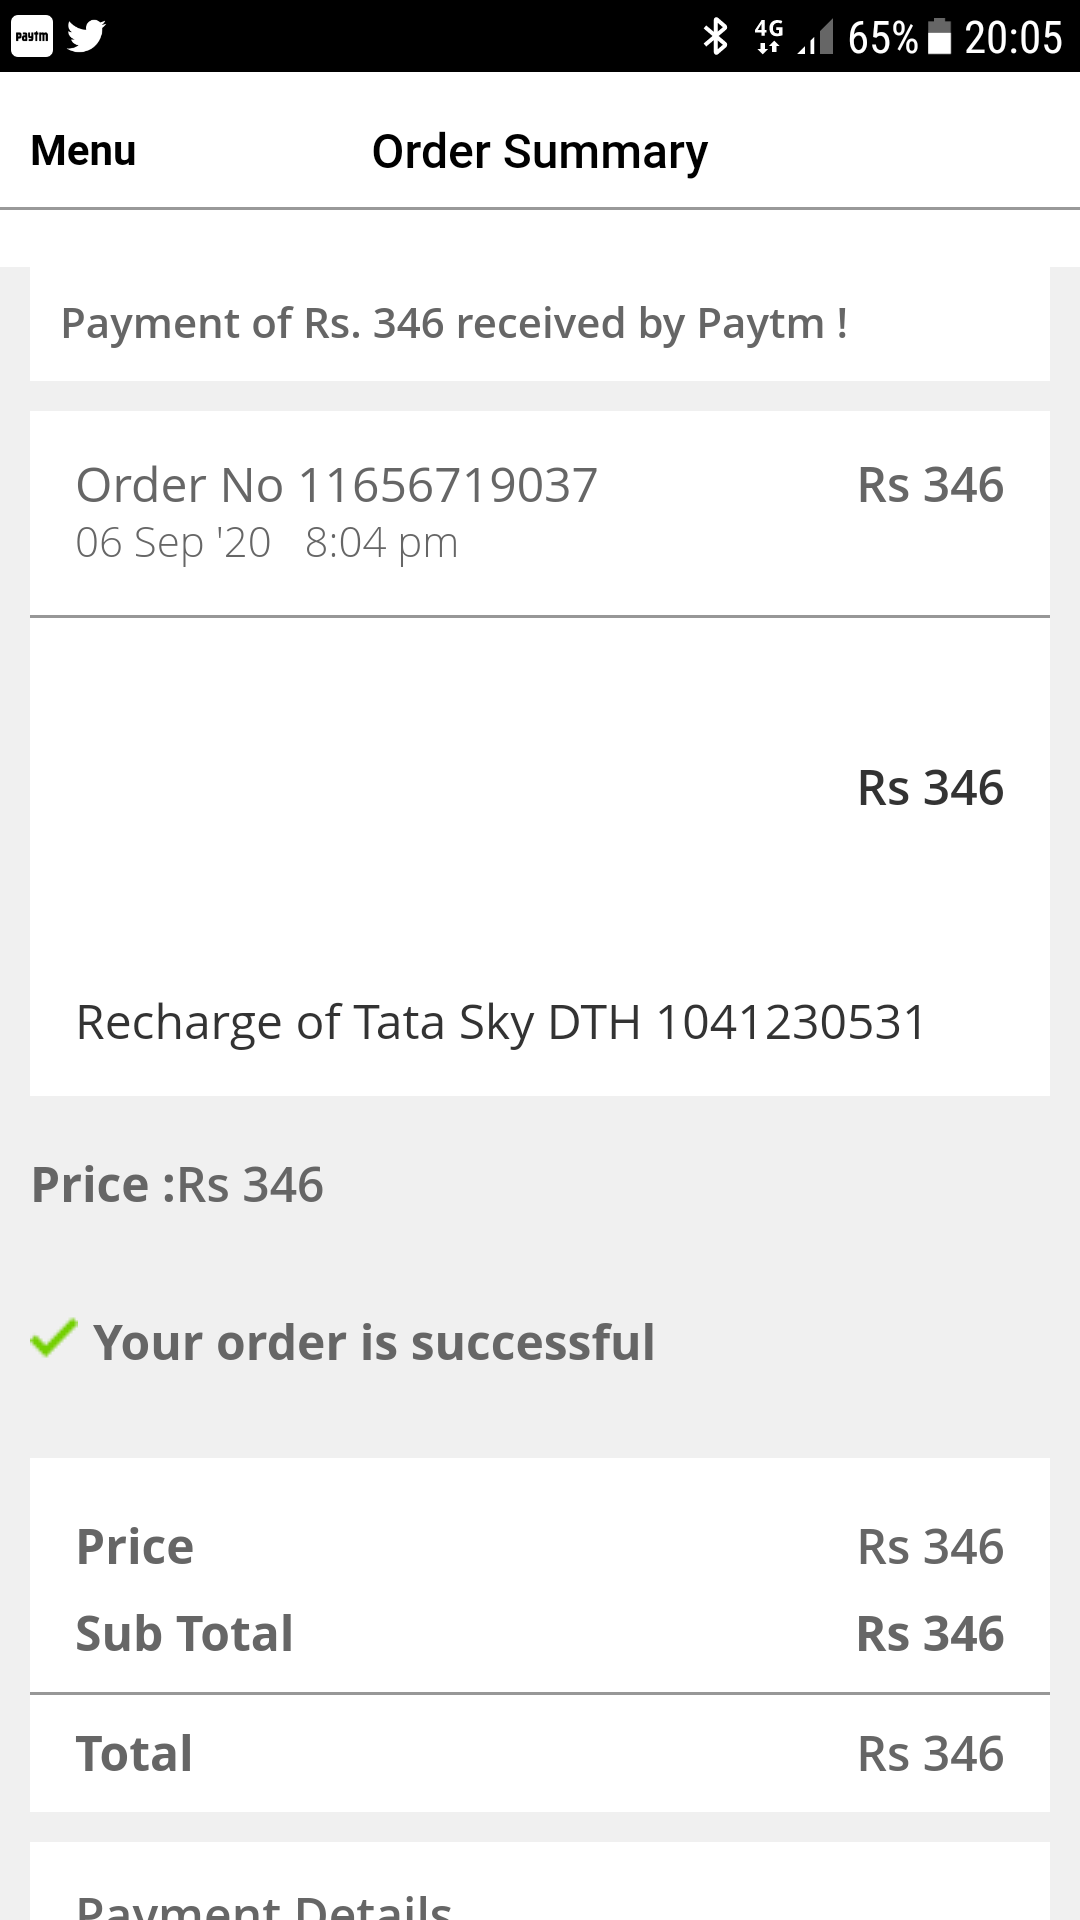 paytm 4G 65% 20:05
Menu Order Summary
Payment of Rs. 346 received by Paytm !
Order No 11656719037 Rs 346
06 Sep '20 8:04 pm
Rs 346
Recharge of Tata Sky DTH 1041230531
Price :Rs 346
Your order is successful
Price Rs 346
Sub Total Rs 346
Total Rs 346
Payment Details